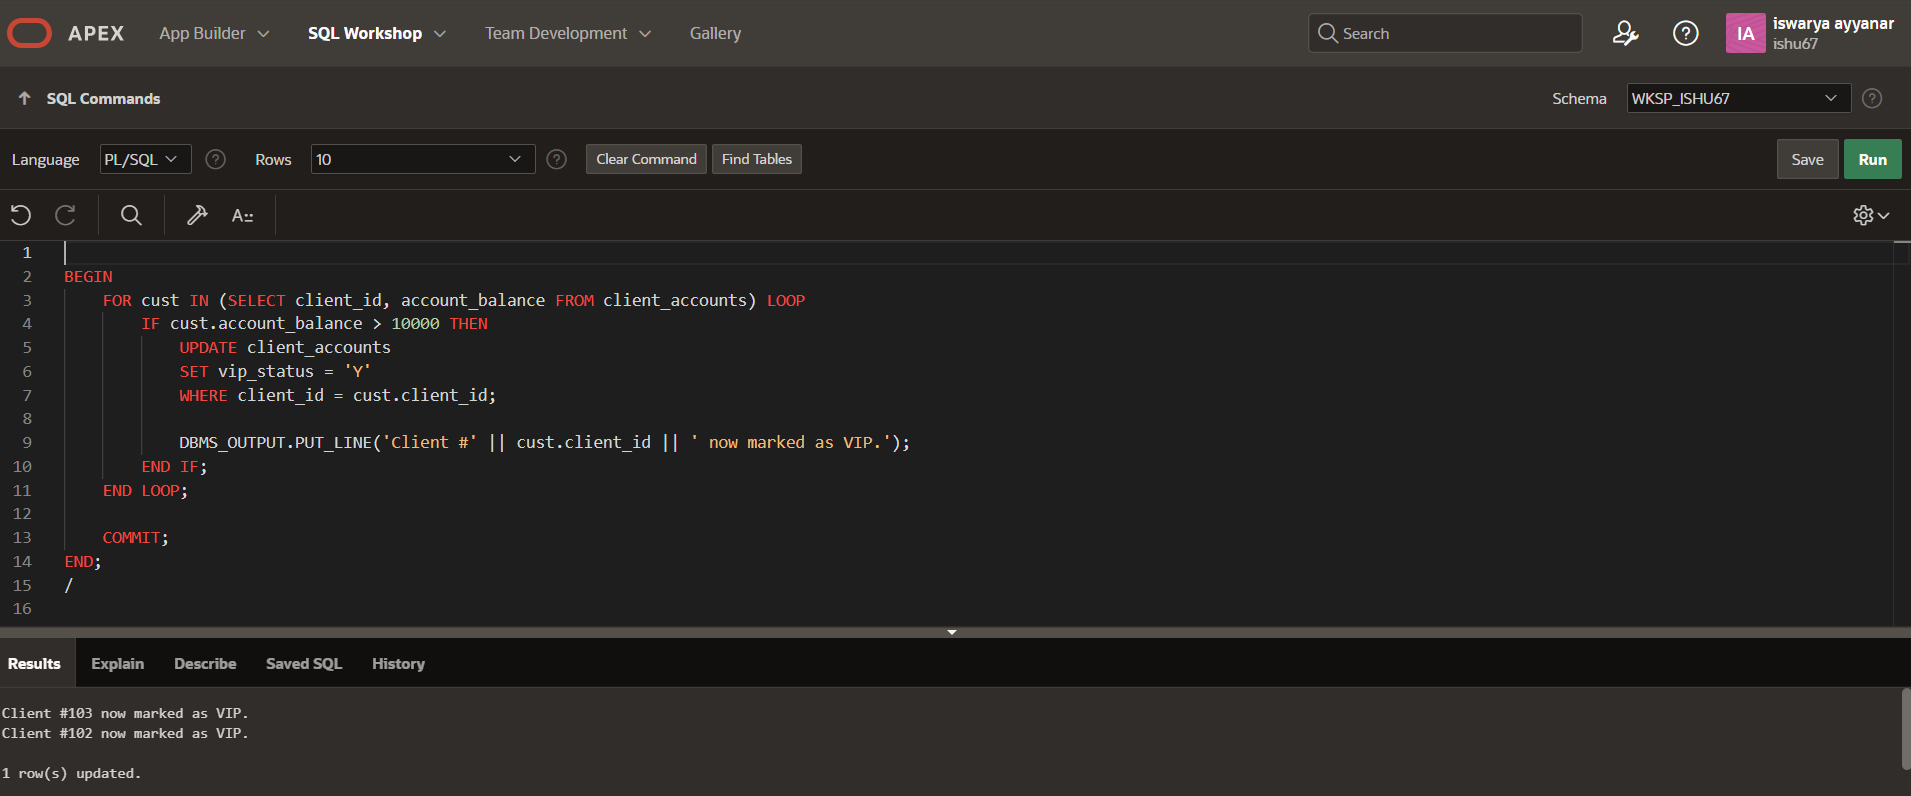 APEX App Builder SQL Workshop Team Development Gallery Search ? IA iswarya ayyanar
ishu67
SQL Commands Schema WKSP_ISHU67 ?
Language PL/SQL ? Rows 10 ? Clear Command Find Tables Save Run
A::
1
2 BEGIN
3 FOR cust IN (SELECT client_id, account_balance FROM client_accounts) LOOP
4 IF cust.account_balance > 10000 THEN
5 UPDATE client_accounts
6 SET vip_status = 'Y'
7 WHERE client_id = cust.client_id;
8
9 DBMS_OUTPUT.PUT_LINE('Client #' || cust.client_id || ' now marked as VIP.');
10 END IF;
11 END LOOP;
12
13 COMMIT;
14 END;
15 /
16
Results Explain Describe Saved SQL History
Client #103 now marked as VIP.
Client #102 now marked as VIP.
1 row(s) updated.